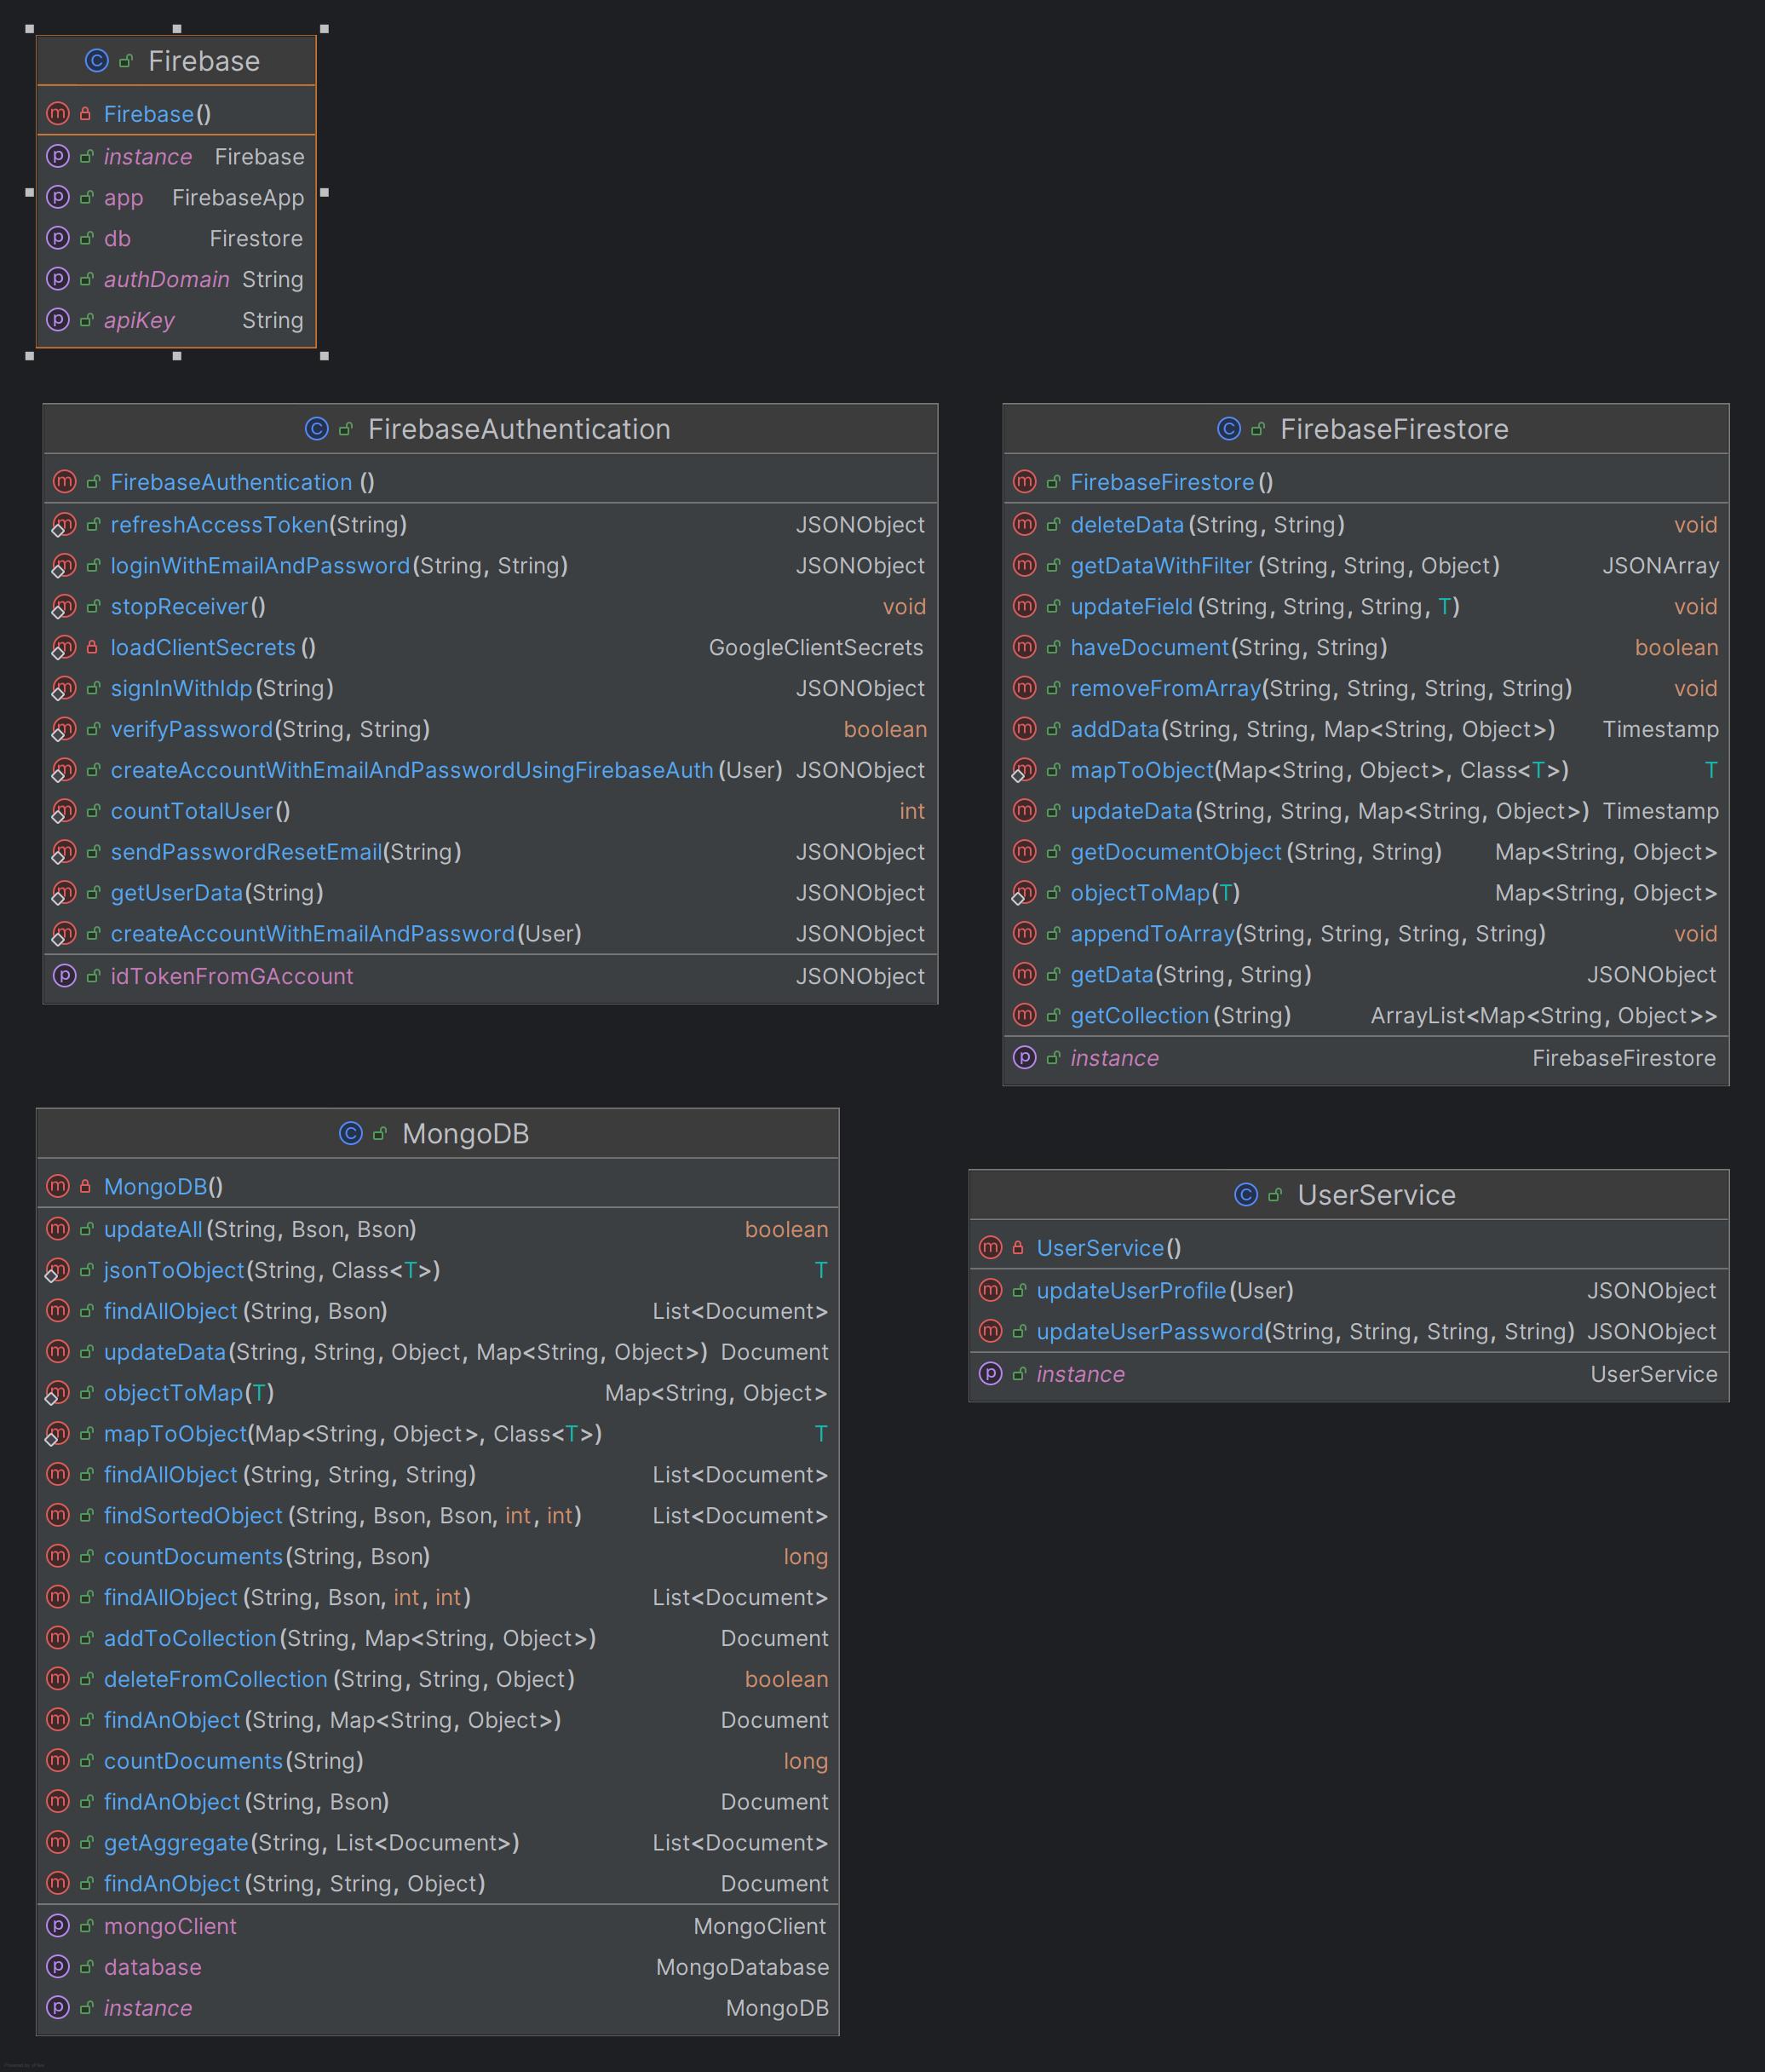 Firebase
Firebase()
instance Firebase
app FirebaseApp
db Firestore
authDomain String
apiKey String
FirebaseAuthentication
FirebaseAuthentication ()
refreshAccessToken(String) JSONObject
loginWithEmailAndPassword(String, String) JSONObject
stopReceiver() void
loadClientSecrets () GoogleClientSecrets
signInWithIdp(String) JSONObject
verifyPassword(String, String) boolean
createAccountWithEmailAndPasswordUsingFirebaseAuth (User) JSONObject
countTotalUser() int
sendPasswordResetEmail(String) JSONObject
getUserData(String) JSONObject
createAccountWithEmailAndPassword(User) JSONObject
idTokenFromGAccount JSONObject
FirebaseFirestore
FirebaseFirestore()
deleteData (String, String) void
getDataWithFilter (String, String, Object) JSONArray
updateField (String, String, String, T) void
haveDocument(String, String) boolean
removeFromArray(String, String, String, String) void
addData(String, String, Map<String, Object>) Timestamp
mapToObject(Map<String, Object>, Class<T>) T
updateData(String, String, Map<String, Object>) Timestamp
getDocumentObject (String, String) Map<String, Object>
objectToMap(T) Map<String, Object>
appendToArray(String, String, String, String) void
getData(String, String) JSONObject
getCollection (String) ArrayList<Map<String, Object>>
instance FirebaseFirestore
MongoDB
MongoDB()
updateAll (String, Bson, Bson) boolean
jsonToObject(String, Class<T>) T
findAllObject (String, Bson) List<Document>
updateData(String, String, Object, Map<String, Object>) Document
objectToMap(T) Map<String, Object>
mapToObject(Map<String, Object>, Class<T>) T
findAllObject (String, String, String) List<Document>
findSortedObject (String, Bson, Bson, int, int) List<Document>
countDocuments(String, Bson) long
findAllObject (String, Bson, int, int) List<Document>
addToCollection (String, Map<String, Object>) Document
deleteFromCollection (String, String, Object) boolean
findAnObject (String, Map<String, Object>) Document
countDocuments(String) long
findAnObject (String, Bson) Document
getAggregate(String, List<Document>) List<Document>
findAnObject (String, String, Object) Document
mongoClient MongoClient
database MongoDatabase
instance MongoDB
UserService
UserService()
updateUserProfile(User) JSONObject
updateUserPassword(String, String, String, String) JSONObject
instance UserService